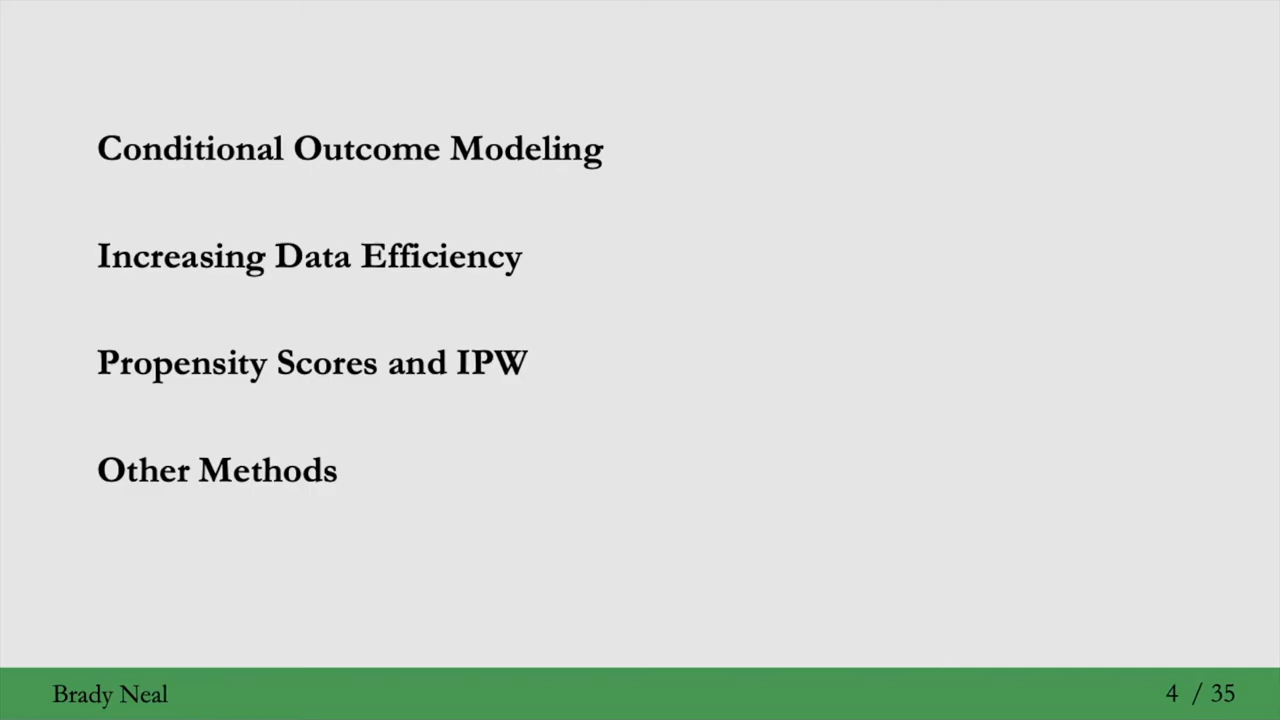 Conditional Outcome Modeling
Increasing Data Efficiency
Propensity Scores and IPW
Other Methods
Brady Neal
4 / 35